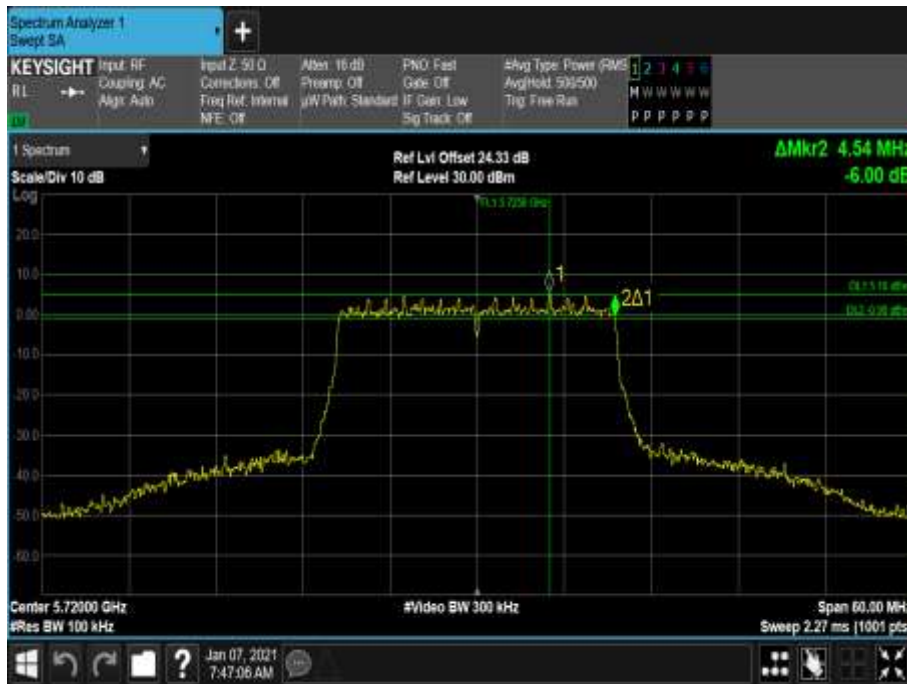 Spectrum Analyzer 1
Swept SA
+
KEYSIGHT
RL
Input: RF
Coupling: AC
Align: Auto
Input Z: 50 Ω
Corrections: Off
Freq Ref: Internal
NFE: Off
Atten: 16 dB
Preamp: Off
µW Path: Standard
PNO: Fast
Gate: Off
IF Gain: Low
Sig Track: Off
#Avg Type: Power (RMS
Avg|Hold: 500/500
Trig: Free Run
1 2 3 4 5 6
M W W W W W
P P P P P P
1 Spectrum
Scale/Div 10 dB
Log
Ref Lvl Offset 24.33 dB
Ref Level 30.00 dBm
ΔMkr2 4.54 MHz
-6.00 dB
20.0
10.0
0.00
-10.0
-20.0
-30.0
-40.0
-50.0
-60.0
1
2Δ1
Center 5.72000 GHz
#Res BW 100 kHz
#Video BW 300 kHz
Span 60.00 MHz
Sweep 2.27 ms (1001 pts
?
Jan 07, 2021
7:47:06 AM